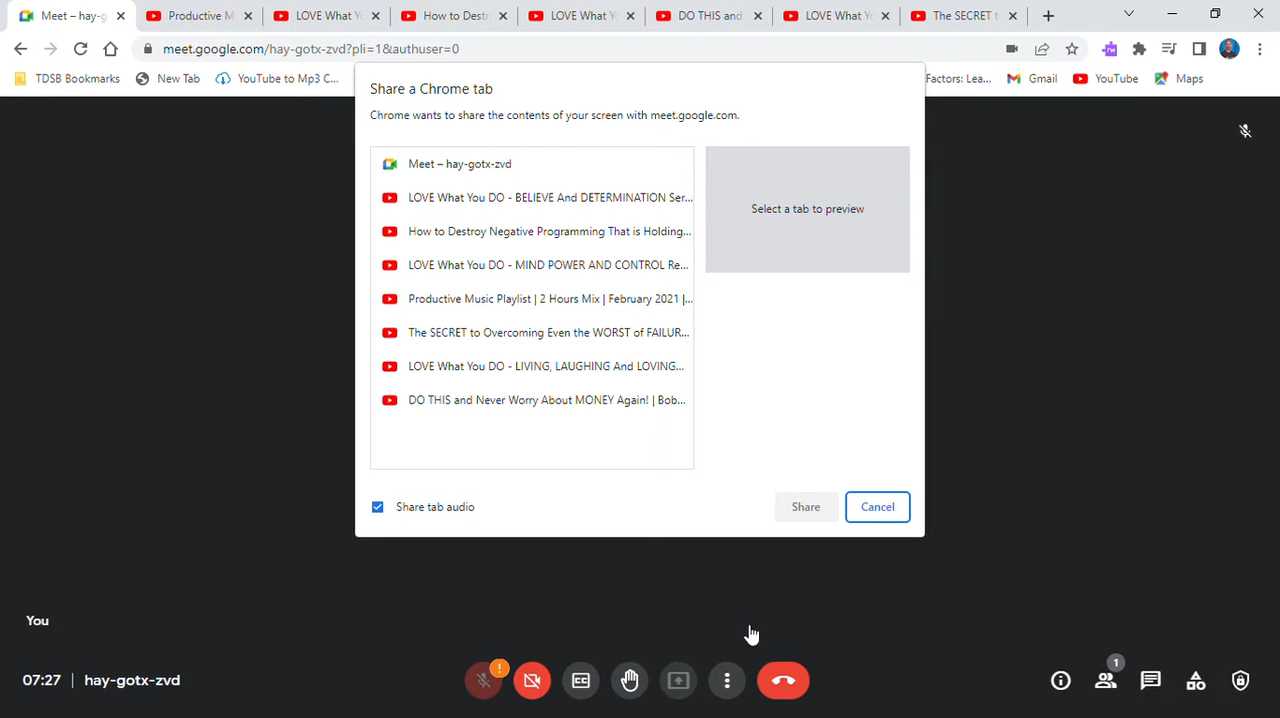 Meet – hay-g
Productive M
LOVE What Y
How to Destr
LOVE What Y
DO THIS and
LOVE What Y
The SECRET t
meet.google.com/hay-gotx-zvd?pli=1&authuser=0
TDSB Bookmarks
New Tab
YouTube to Mp3 C...
Factors: Lea...
Gmail
YouTube
Maps
Share a Chrome tab
Chrome wants to share the contents of your screen with meet.google.com.
Meet – hay-gotx-zvd
LOVE What You DO - BELIEVE And DETERMINATION Ser...
How to Destroy Negative Programming That is Holding...
LOVE What You DO - MIND POWER AND CONTROL Re...
Productive Music Playlist | 2 Hours Mix | February 2021 |...
The SECRET to Overcoming Even the WORST of FAILUR...
LOVE What You DO - LIVING, LAUGHING And LOVING...
DO THIS and Never Worry About MONEY Again! | Bob...
Select a tab to preview
Share tab audio
Share
Cancel
You
07:27 | hay-gotx-zvd
1